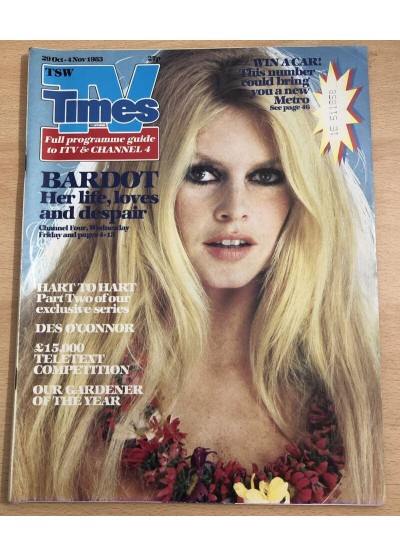 29 Oct - 4 Nov 1983
27p
TSW
TV
Times
Full programme guide
to ITV & CHANNEL 4
WIN A CAR!
This number
could bring
you a new
Metro
See page 46
1E 511858
BARDOT
Her life, loves
and despair
Channel Four, Wednesday
Friday and pages 4-13
HART TO HART
Part Two of our
exclusive series
DES O'CONNOR
£15,000
TELETEXT
COMPETITION
OUR GARDENER
OF THE YEAR